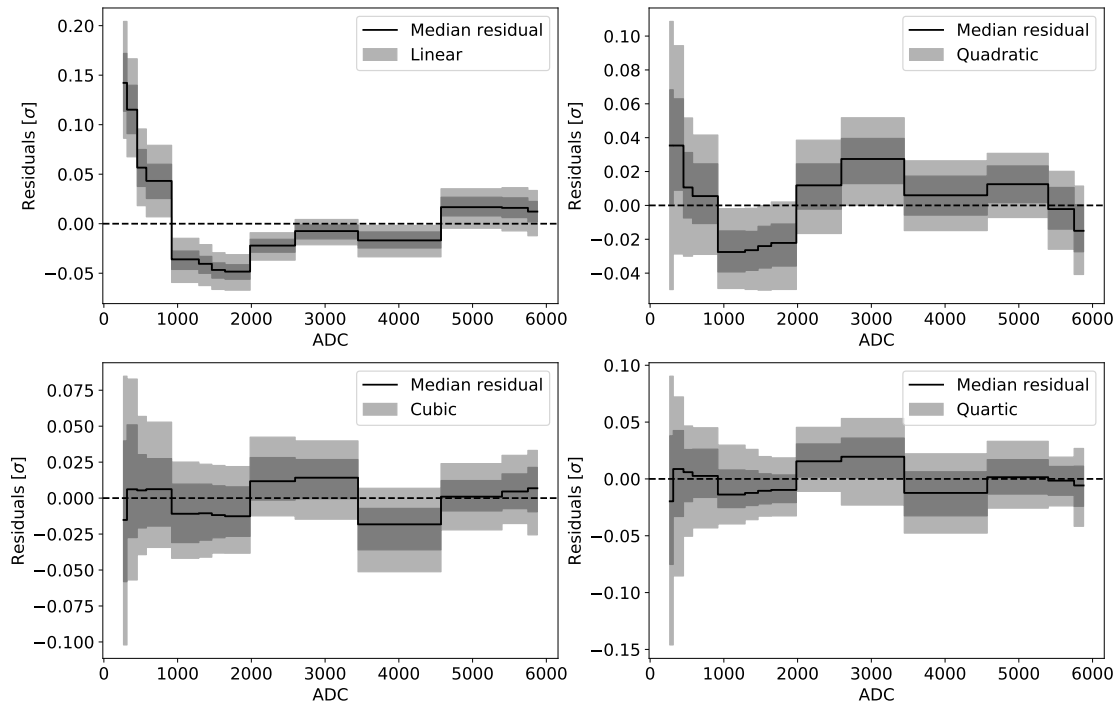 0.20
0.15
0.10
0.05
0.00
−0.05
Residuals [σ]
Median residual
Linear
0 1000 2000 3000 4000 5000 6000
ADC
0.10
0.08
0.06
0.04
0.02
0.00
−0.02
−0.04
Residuals [σ]
Median residual
Quadratic
0 1000 2000 3000 4000 5000 6000
ADC
0.075
0.050
0.025
0.000
−0.025
−0.050
−0.075
−0.100
Residuals [σ]
Median residual
Cubic
0 1000 2000 3000 4000 5000 6000
ADC
0.10
0.05
0.00
−0.05
−0.10
−0.15
Residuals [σ]
Median residual
Quartic
0 1000 2000 3000 4000 5000 6000
ADC